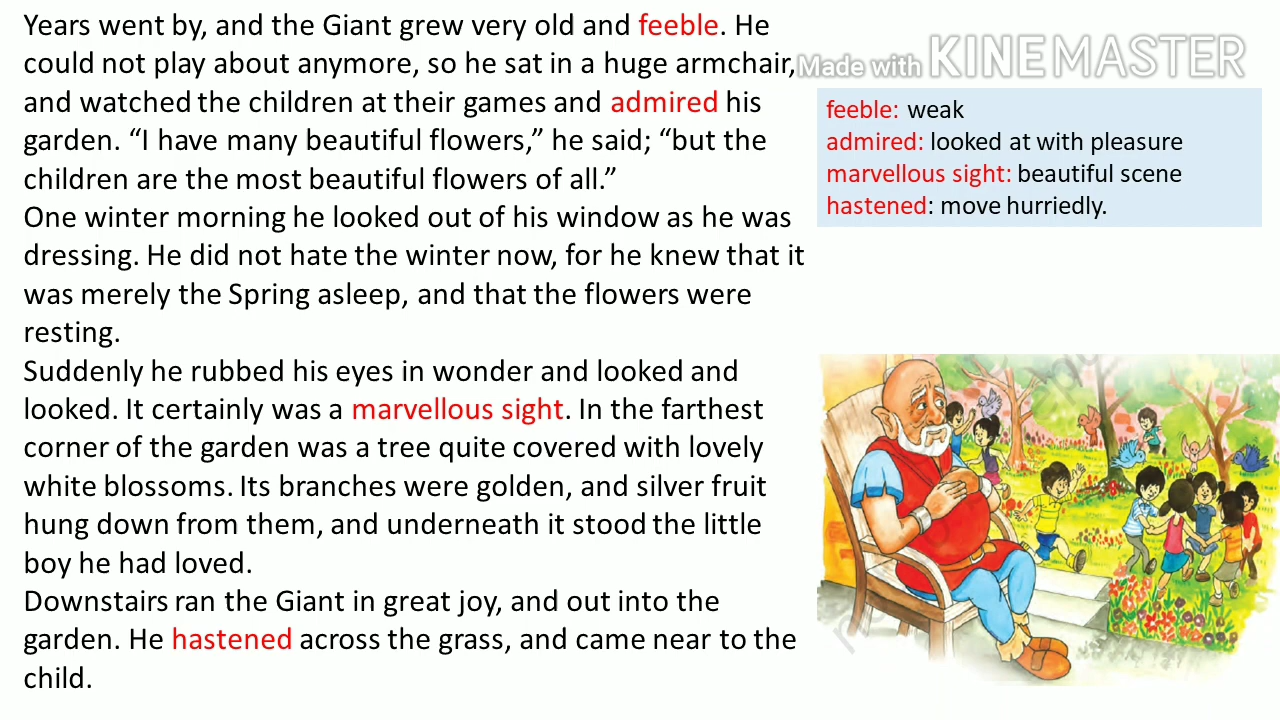 Years went by, and the Giant grew very old and feeble. He
could not play about anymore, so he sat in a huge armchair,
and watched the children at their games and admired his
garden. “I have many beautiful flowers,” he said; “but the
children are the most beautiful flowers of all.”
One winter morning he looked out of his window as he was
dressing. He did not hate the winter now, for he knew that it
was merely the Spring asleep, and that the flowers were
resting.
Suddenly he rubbed his eyes in wonder and looked and
looked. It certainly was a marvellous sight. In the farthest
corner of the garden was a tree quite covered with lovely
white blossoms. Its branches were golden, and silver fruit
hung down from them, and underneath it stood the little
boy he had loved.
Downstairs ran the Giant in great joy, and out into the
garden. He hastened across the grass, and came near to the
child.
Made with KINEMASTER
feeble: weak
admired: looked at with pleasure
marvellous sight: beautiful scene
hastened: move hurriedly.